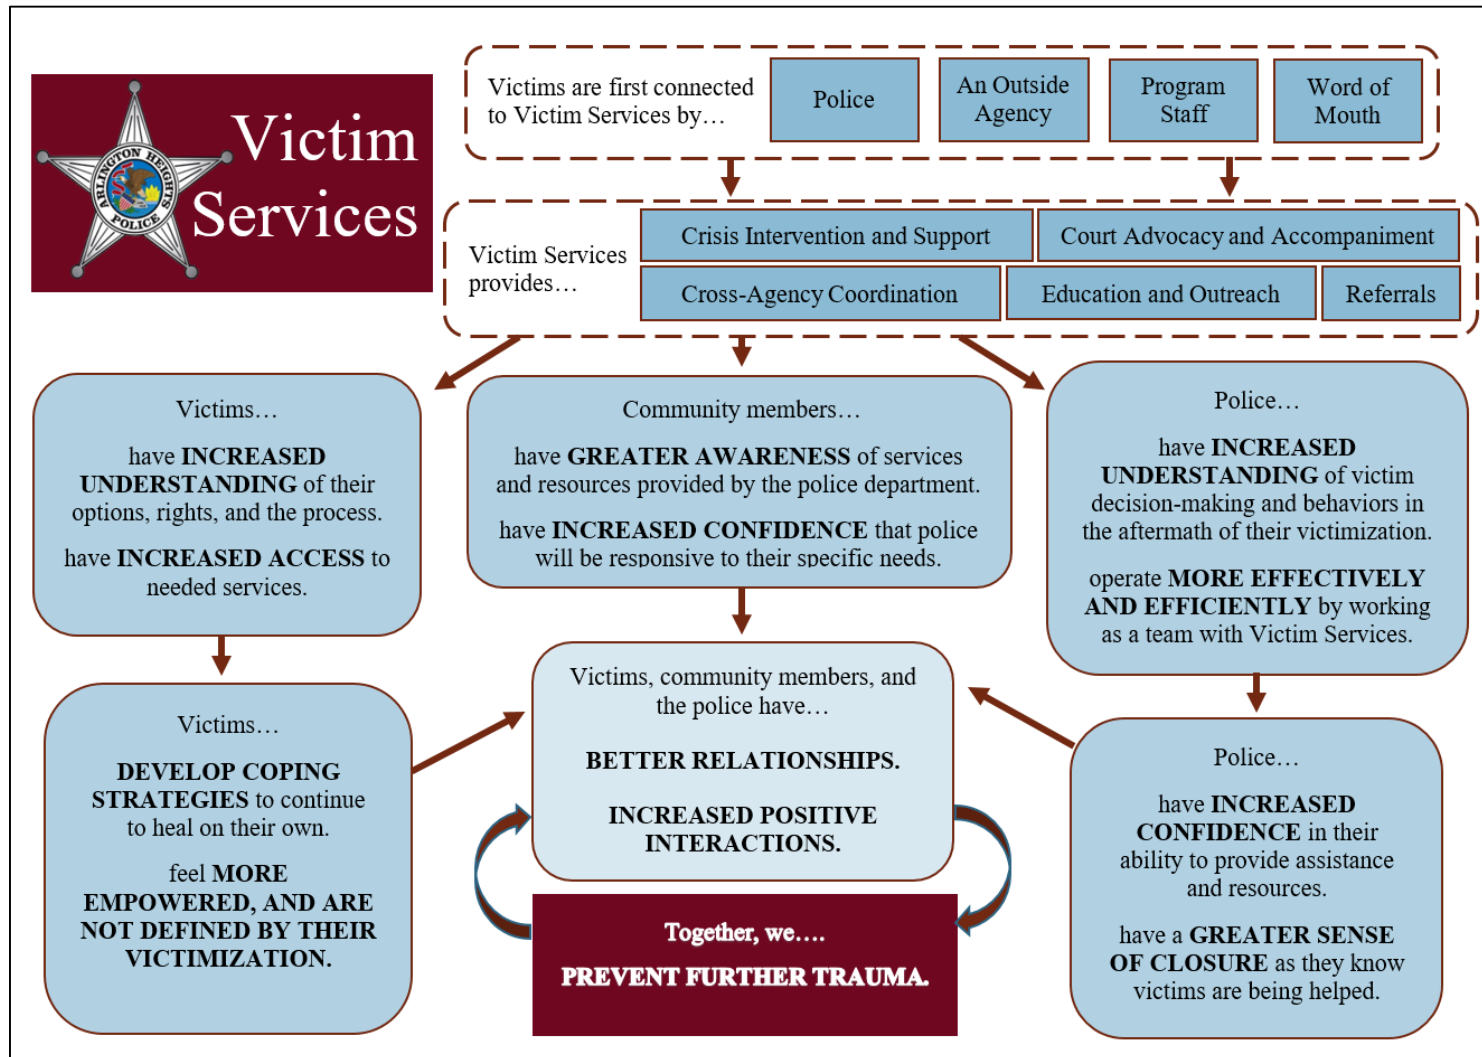 Victim
Services
ARLINGTON HEIGHTS
POLICE
Victims are first connected
to Victim Services by…
Police
An Outside
Agency
Program
Staff
Word of
Mouth
Victim Services
provides…
Crisis Intervention and Support
Court Advocacy and Accompaniment
Cross-Agency Coordination
Education and Outreach
Referrals
Victims…
have INCREASED
UNDERSTANDING of their
options, rights, and the process.
have INCREASED ACCESS to
needed services.
Community members…
have GREATER AWARENESS of services
and resources provided by the police department.
have INCREASED CONFIDENCE that police
will be responsive to their specific needs.
Police…
have INCREASED
UNDERSTANDING of victim
decision-making and behaviors in
the aftermath of their victimization.
operate MORE EFFECTIVELY
AND EFFICIENTLY by working
as a team with Victim Services.
Victims…
DEVELOP COPING
STRATEGIES to continue
to heal on their own.
feel MORE
EMPOWERED, AND ARE
NOT DEFINED BY THEIR
VICTIMIZATION.
Victims, community members, and
the police have…
BETTER RELATIONSHIPS.
INCREASED POSITIVE
INTERACTIONS.
Together, we….
PREVENT FURTHER TRAUMA.
Police…
have INCREASED
CONFIDENCE in their
ability to provide assistance
and resources.
have a GREATER SENSE
OF CLOSURE as they know
victims are being helped.